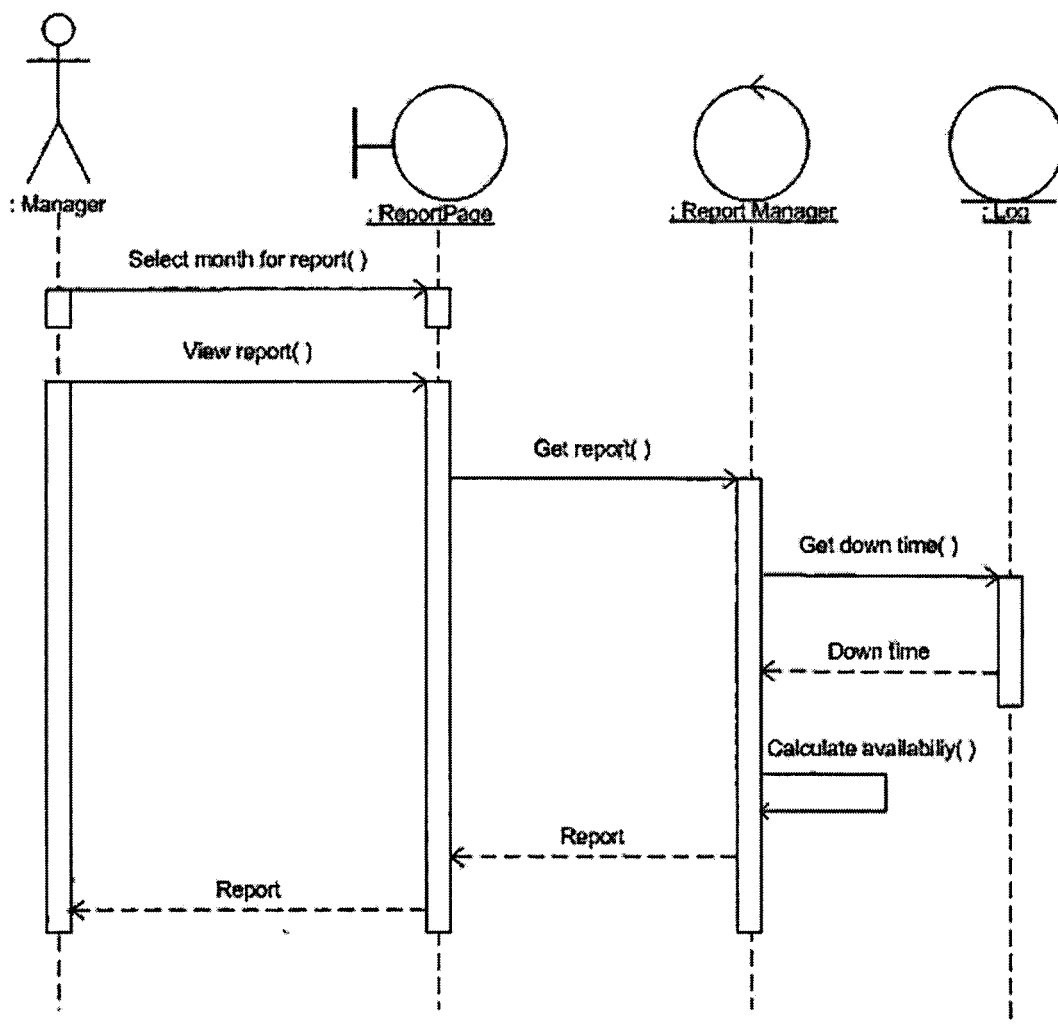 : Manager
: ReportPage
: Report Manager
: Log
Select month for report( )
View report( )
Get report( )
Get down time( )
Down time
Calculate availabiliy( )
Report
Report